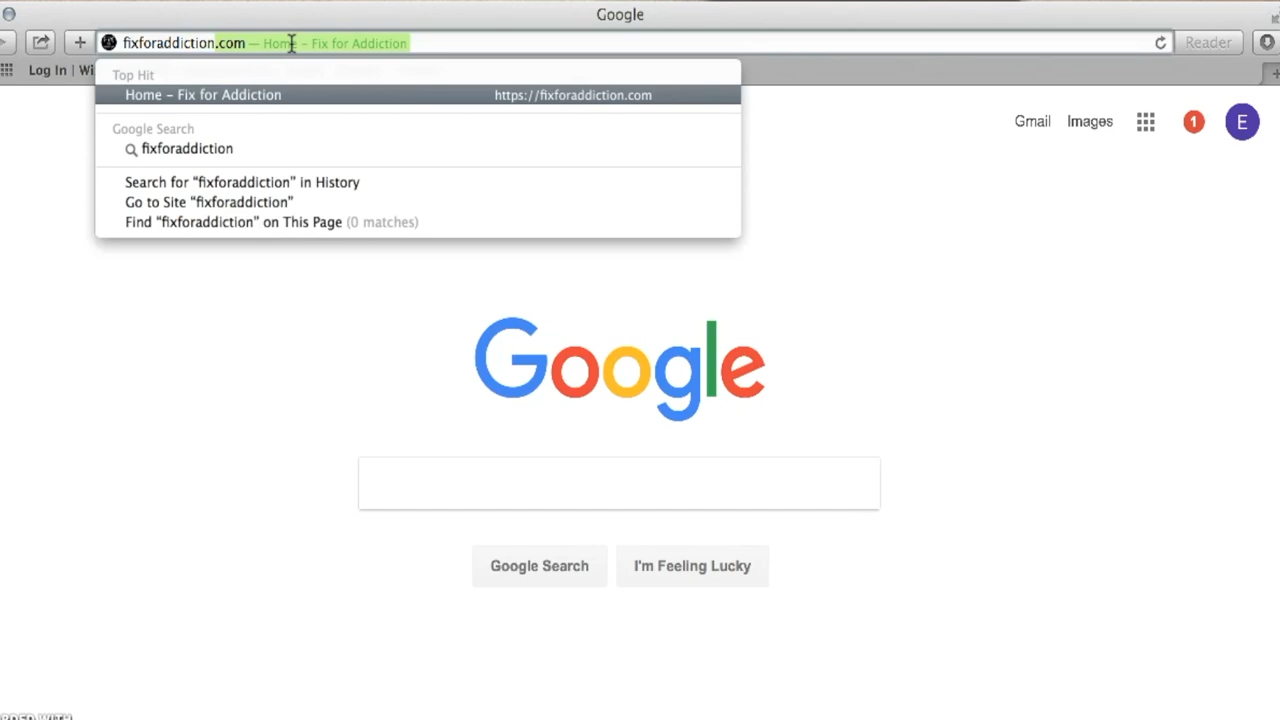 Google
fixforaddiction.com — Home – Fix for Addiction
Reader
Log In | Wi
Top Hit
Home – Fix for Addiction https://fixforaddiction.com
Google Search
fixforaddiction
Search for “fixforaddiction” in History
Go to Site “fixforaddiction”
Find “fixforaddiction” on This Page (0 matches)
Gmail Images 1 E
Google
Google Search I'm Feeling Lucky